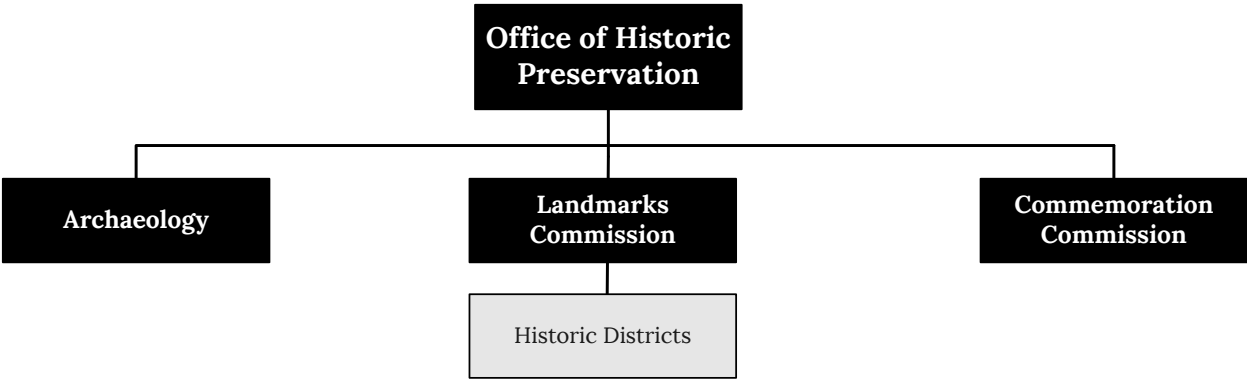 Office of Historic
Preservation
Archaeology
Landmarks
Commission
Commemoration
Commission
Historic Districts